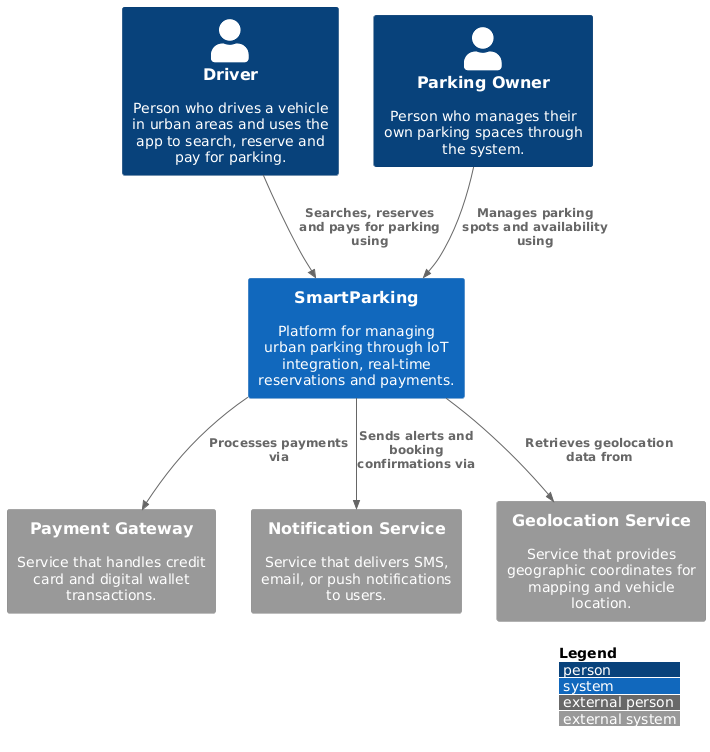 Driver
Person who drives a vehicle
in urban areas and uses the
app to search, reserve and
pay for parking.
Parking Owner
Person who manages their
own parking spaces through
the system.
Searches, reserves
and pays for parking
using
Manages parking
spots and availability
using
SmartParking
Platform for managing
urban parking through IoT
integration, real-time
reservations and payments.
Processes payments
via
Sends alerts and
booking
confirmations via
Retrieves geolocation
data from
Payment Gateway
Service that handles credit
card and digital wallet
transactions.
Notification Service
Service that delivers SMS,
email, or push notifications
to users.
Geolocation Service
Service that provides
geographic coordinates for
mapping and vehicle
location.
Legend
person
system
external person
external system